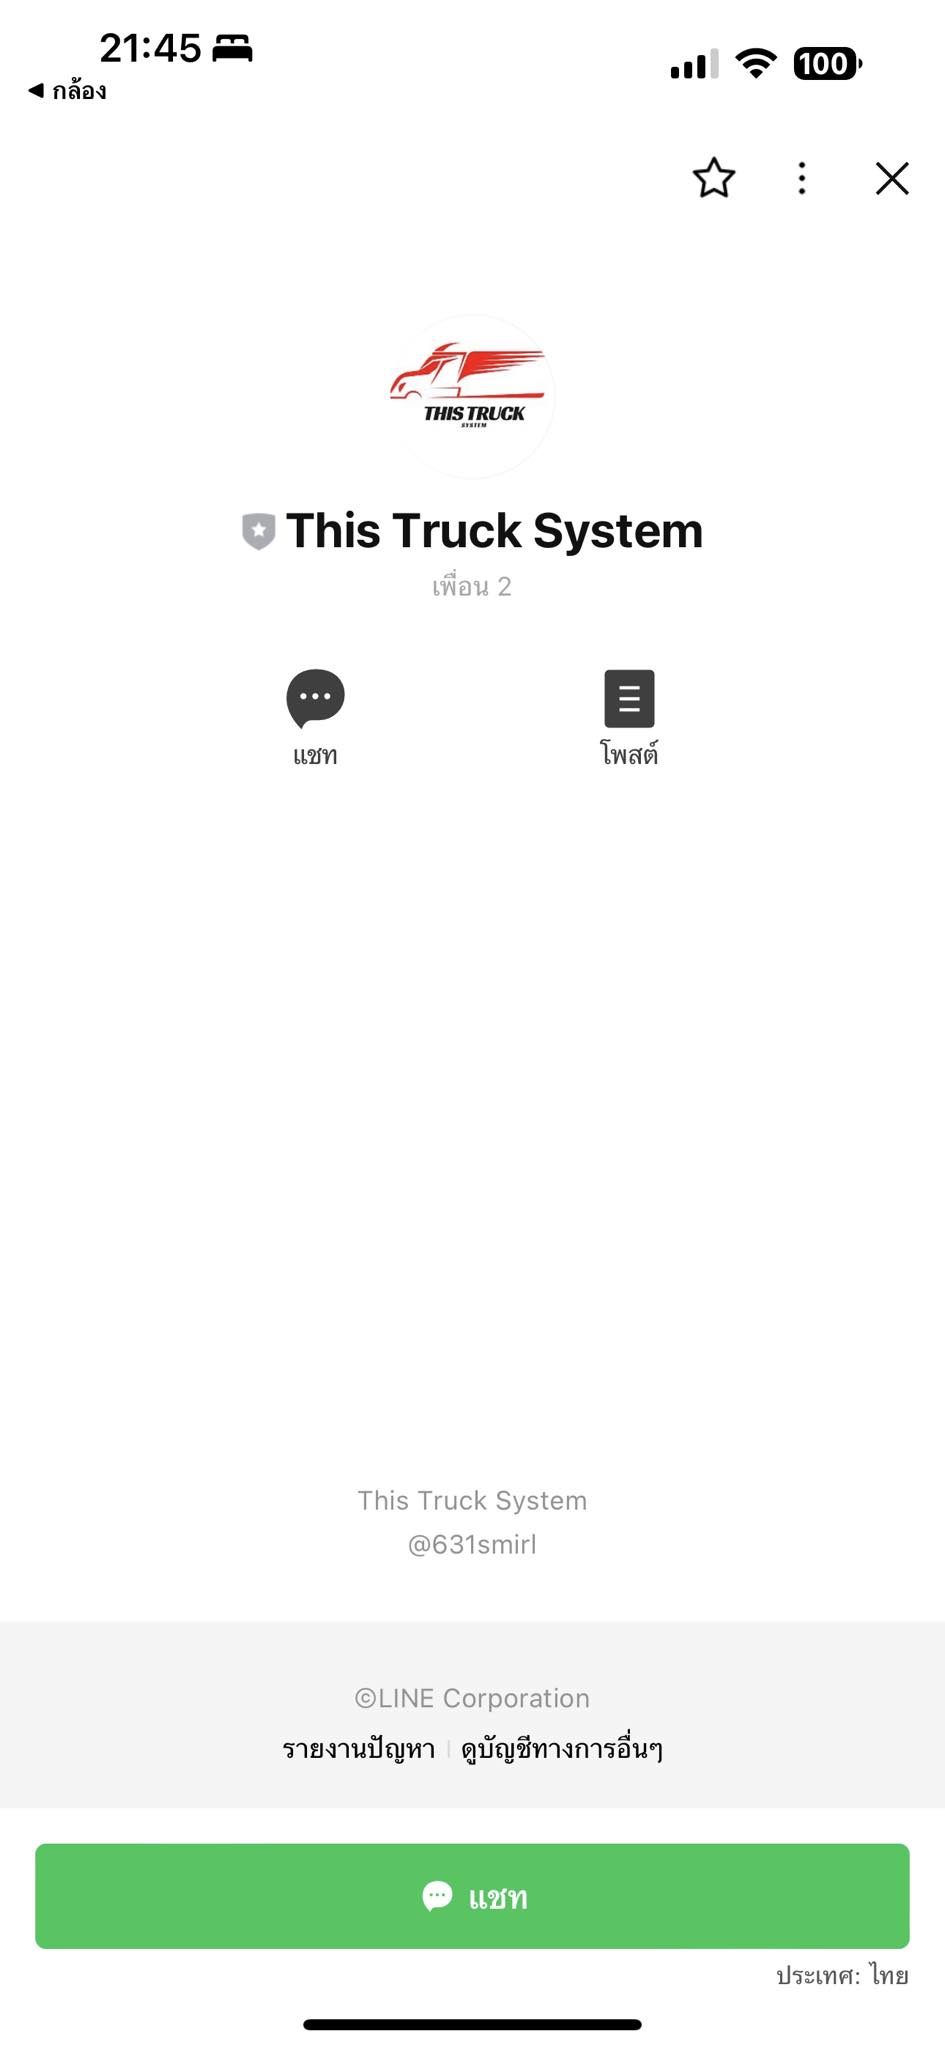 21:45
100
◀ กล้อง
THIS TRUCK
SYSTEM
This Truck System
เพื่อน 2
แชท
โพสต์
This Truck System
@631smirl
©LINE Corporation
รายงานปัญหา | ดูบัญชีทางการอื่นๆ
แชท
ประเทศ: ไทย